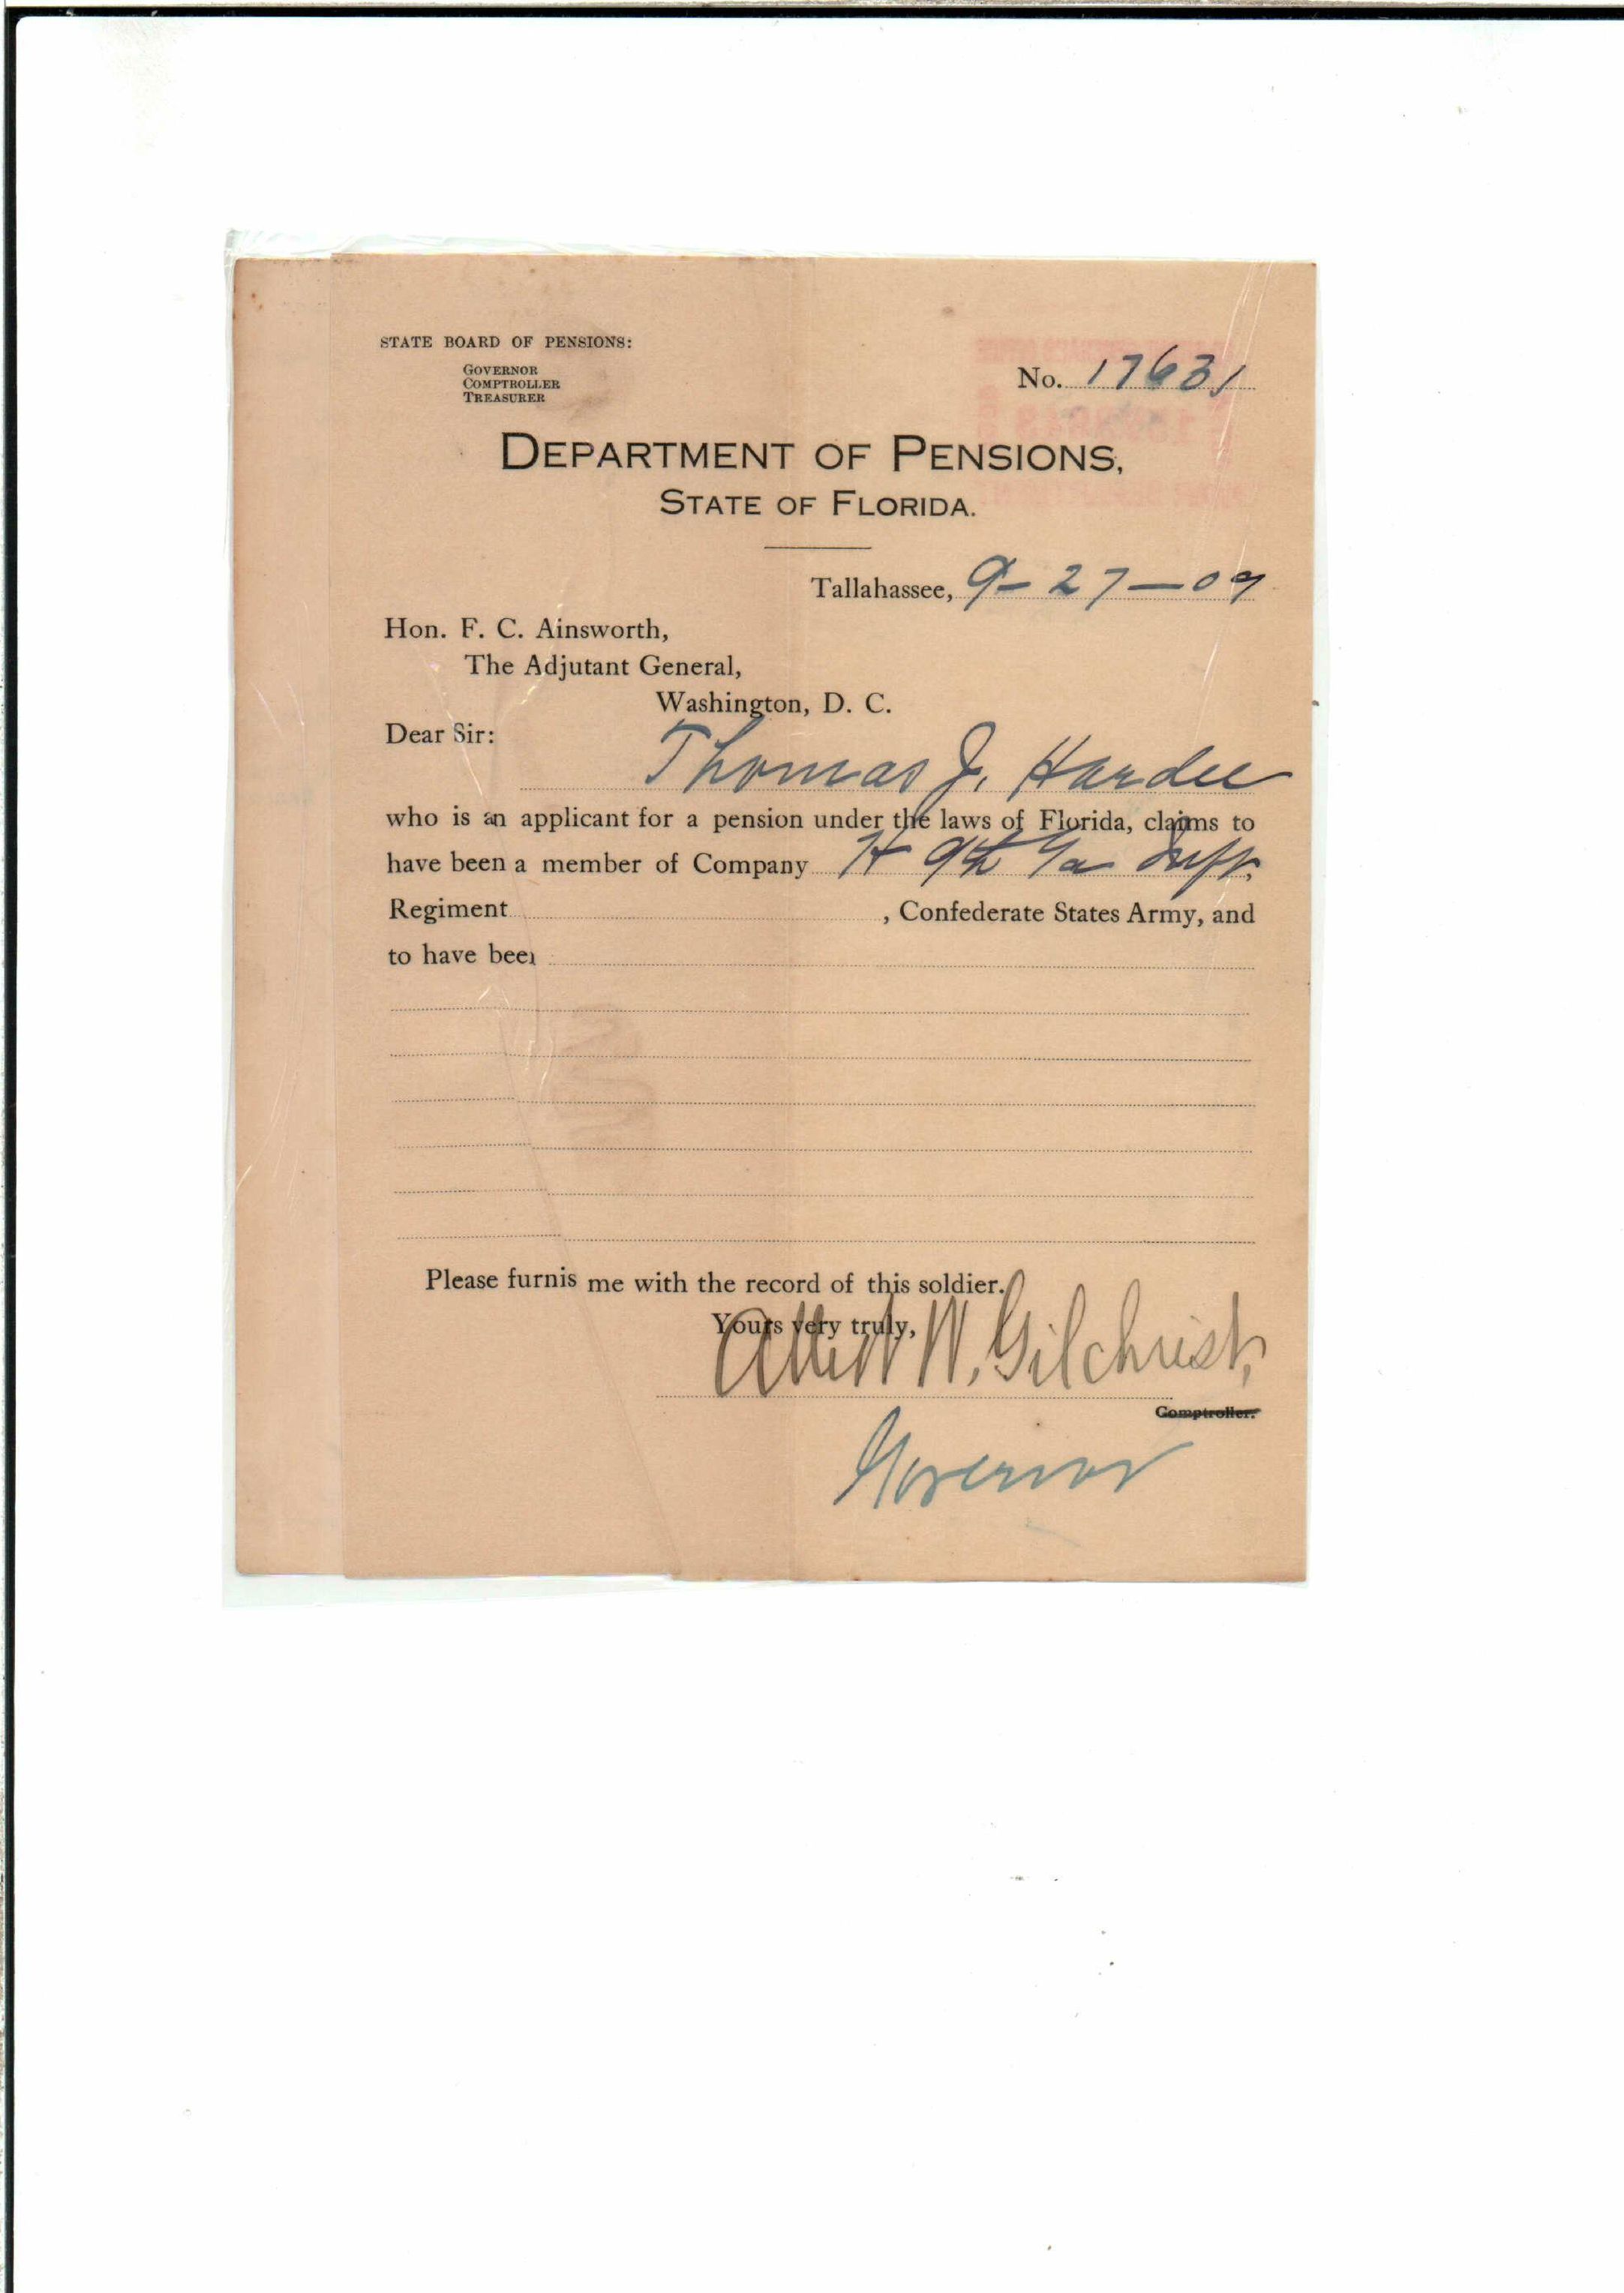 STATE BOARD OF PENSIONS:
GOVERNOR
COMPTROLLER
TREASURER
No. 17631
DEPARTMENT OF PENSIONS,
STATE OF FLORIDA.
Tallahassee, 9-27-09
Hon. F. C. Ainsworth,
The Adjutant General,
Washington, D. C.
Dear Sir:
Thomas J. Hardee
who is an applicant for a pension under the laws of Florida, claims to
have been a member of Company H 9th Ga Inft.
Regiment , Confederate States Army, and
to have bee
Please furnis me with the record of this soldier.
Yours very truly,
Albert W. Gilchrist,
Comptroller.
Governor